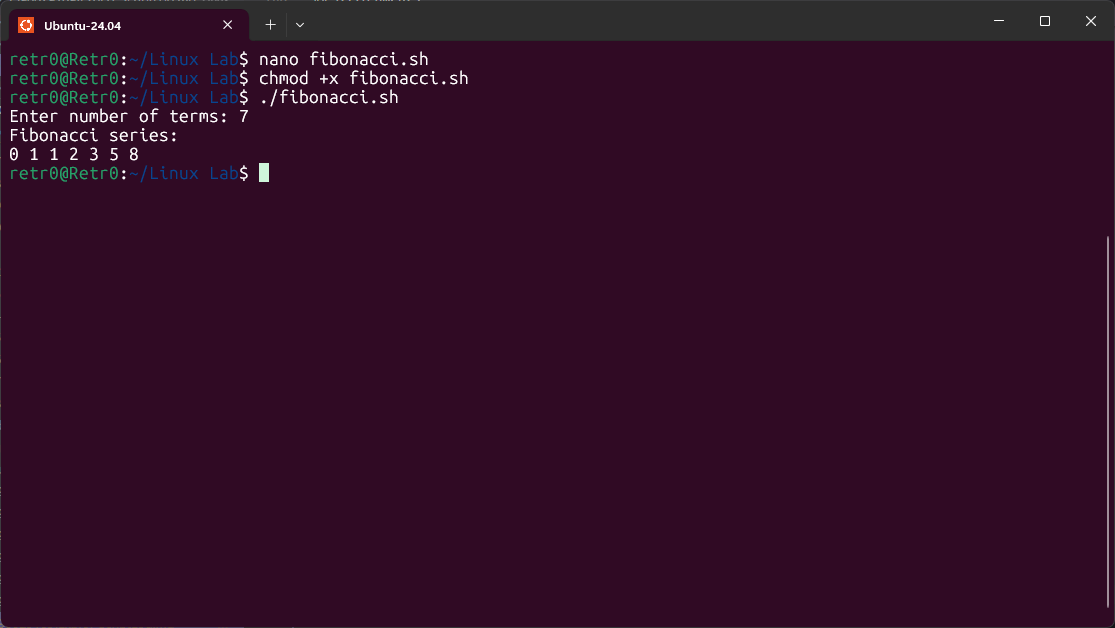 Ubuntu-24.04
retr0@Retr0:~/Linux Lab$ nano fibonacci.sh
retr0@Retr0:~/Linux Lab$ chmod +x fibonacci.sh
retr0@Retr0:~/Linux Lab$ ./fibonacci.sh
Enter number of terms: 7
Fibonacci series:
0 1 1 2 3 5 8
retr0@Retr0:~/Linux Lab$